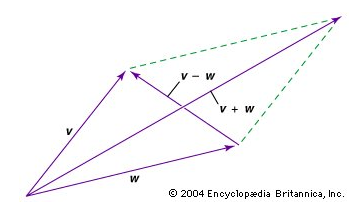 v − w
v + w
v
w
© 2004 Encyclopædia Britannica, Inc.